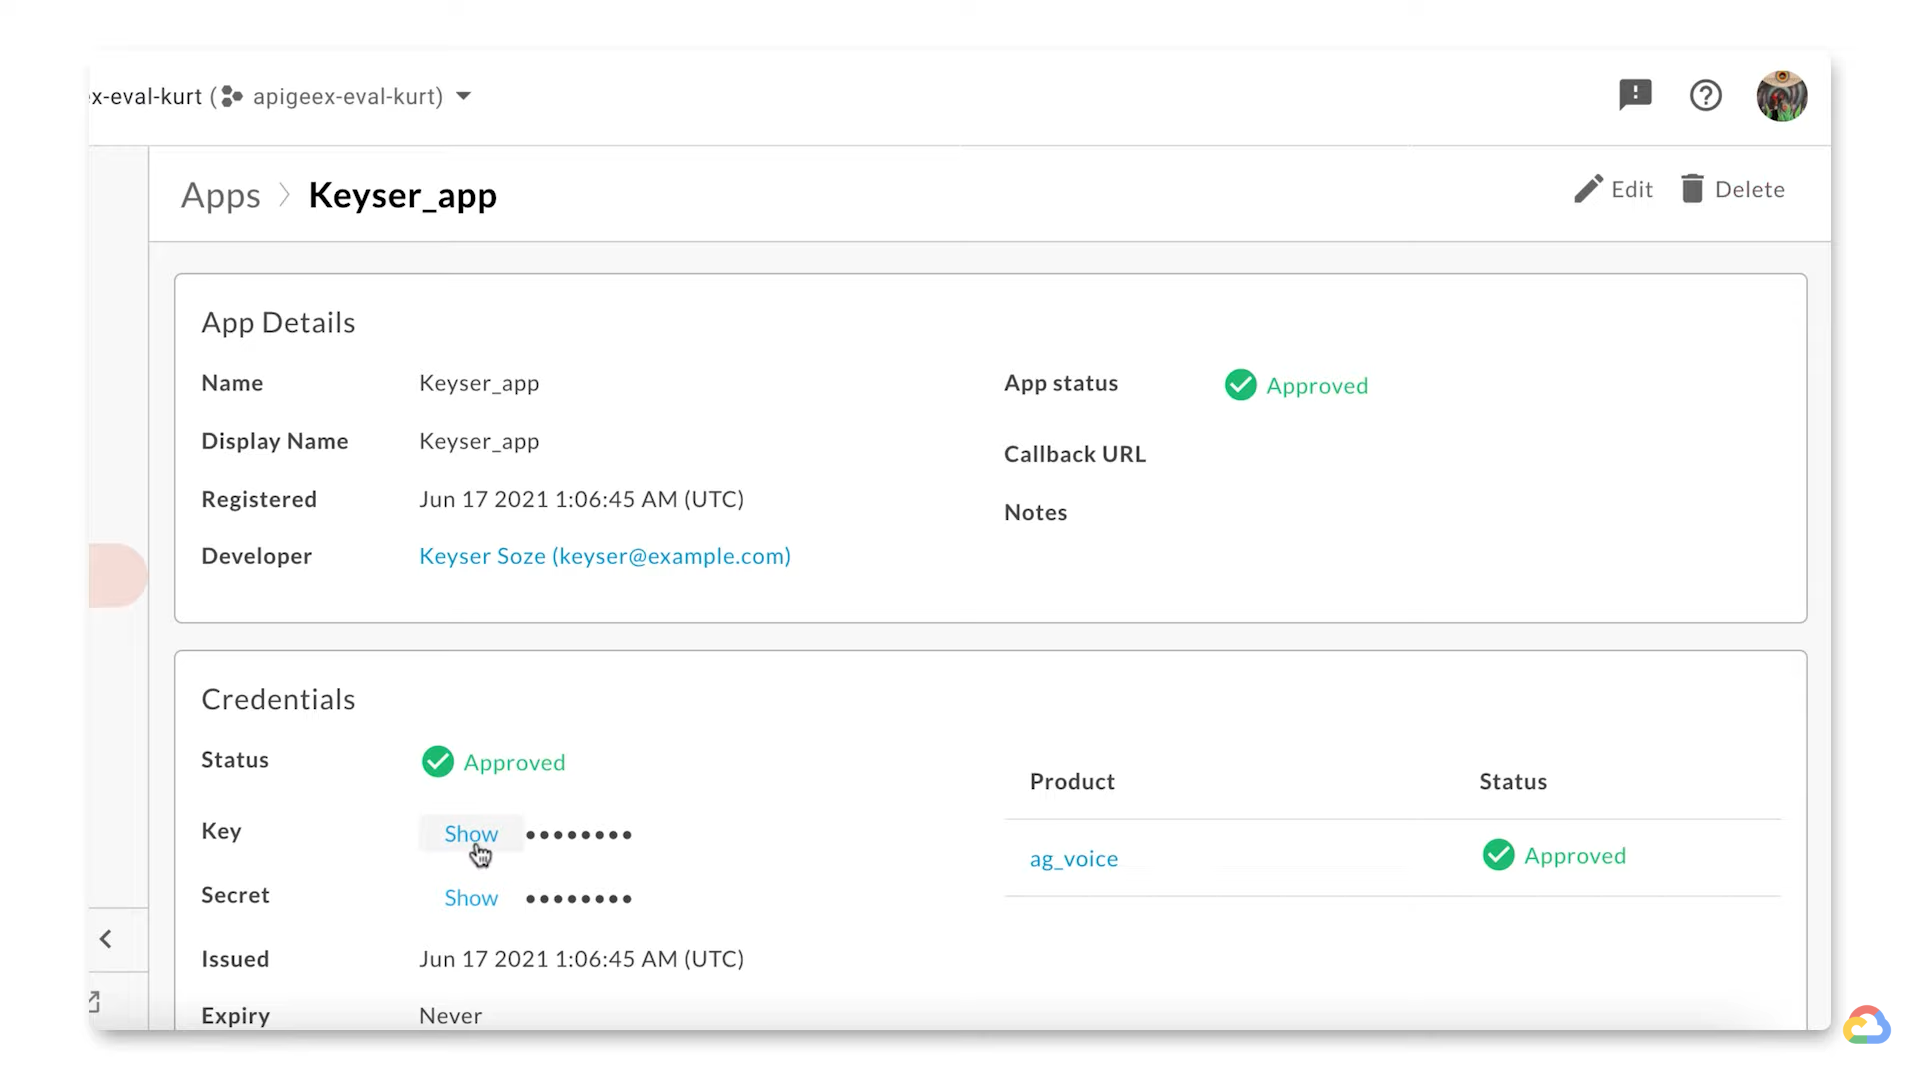 x-eval-kurt ( apigeex-eval-kurt)
Apps Keyser_app
Edit Delete
App Details
Name Keyser_app
Display Name Keyser_app
Registered Jun 17 2021 1:06:45 AM (UTC)
Developer Keyser Soze (keyser@example.com)
App status Approved
Callback URL
Notes
Credentials
Status Approved
Key Show ••••••••
Secret Show ••••••••
Issued Jun 17 2021 1:06:45 AM (UTC)
Expiry Never
Product Status
ag_voice Approved